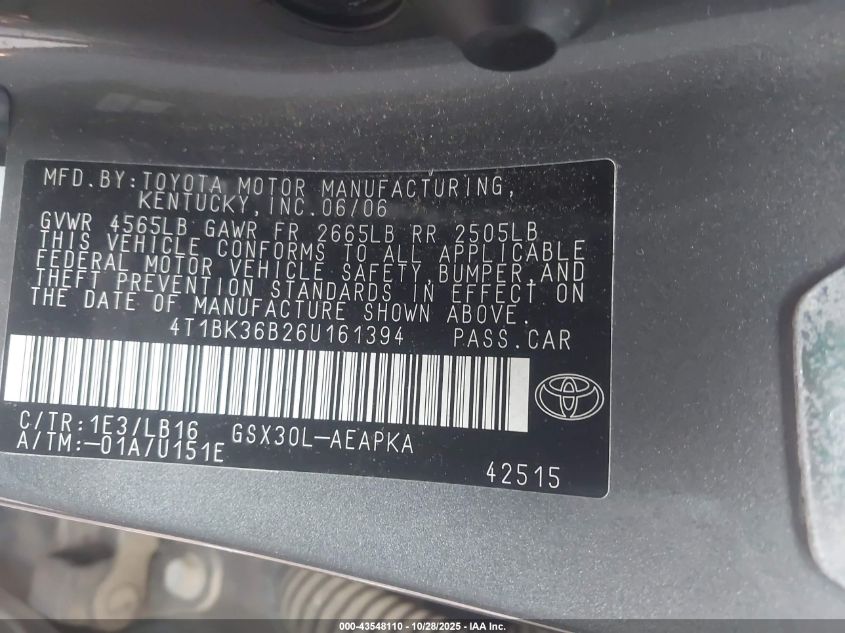 MFD.BY:TOYOTA MOTOR MANUFACTURING,
KENTUCKY, INC. 06/06
GVWR 4565LB GAWR FR 2665LB RR 2505LB
THIS VEHICLE CONFORMS TO ALL APPLICABLE
FEDERAL MOTOR VEHICLE SAFETY, BUMPER, AND
THEFT PREVENTION STANDARDS IN EFFECT ON
THE DATE OF MANUFACTURE SHOWN ABOVE.
4T1BK36B26U161394 PASS.CAR
C/TR:1E3/LB16 GSX30L-AEAPKA
A/TM:-01A/U151E
42515
000-43548110 - 10/28/2025 - IAA Inc.